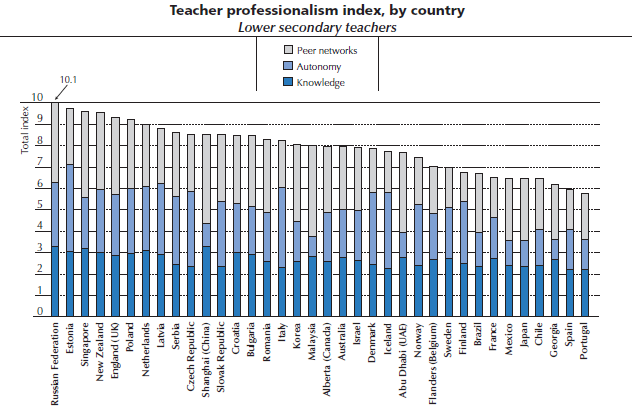 Teacher professionalism index, by country
Lower secondary teachers
Peer networks
Autonomy
Knowledge
10.1
Total index
10
9
8
7
6
5
4
3
2
1
0
Russian Federation
Estonia
Singapore
New Zealand
England (UK)
Poland
Netherlands
Latvia
Serbia
Czech Republic
Shanghai (China)
Slovak Republic
Croatia
Bulgaria
Romania
Italy
Korea
Malaysia
Alberta (Canada)
Australia
Israel
Denmark
Iceland
Abu Dhabi (UAE)
Norway
Flanders (Belgium)
Sweden
Finland
Brazil
France
Mexico
Japan
Chile
Georgia
Spain
Portugal